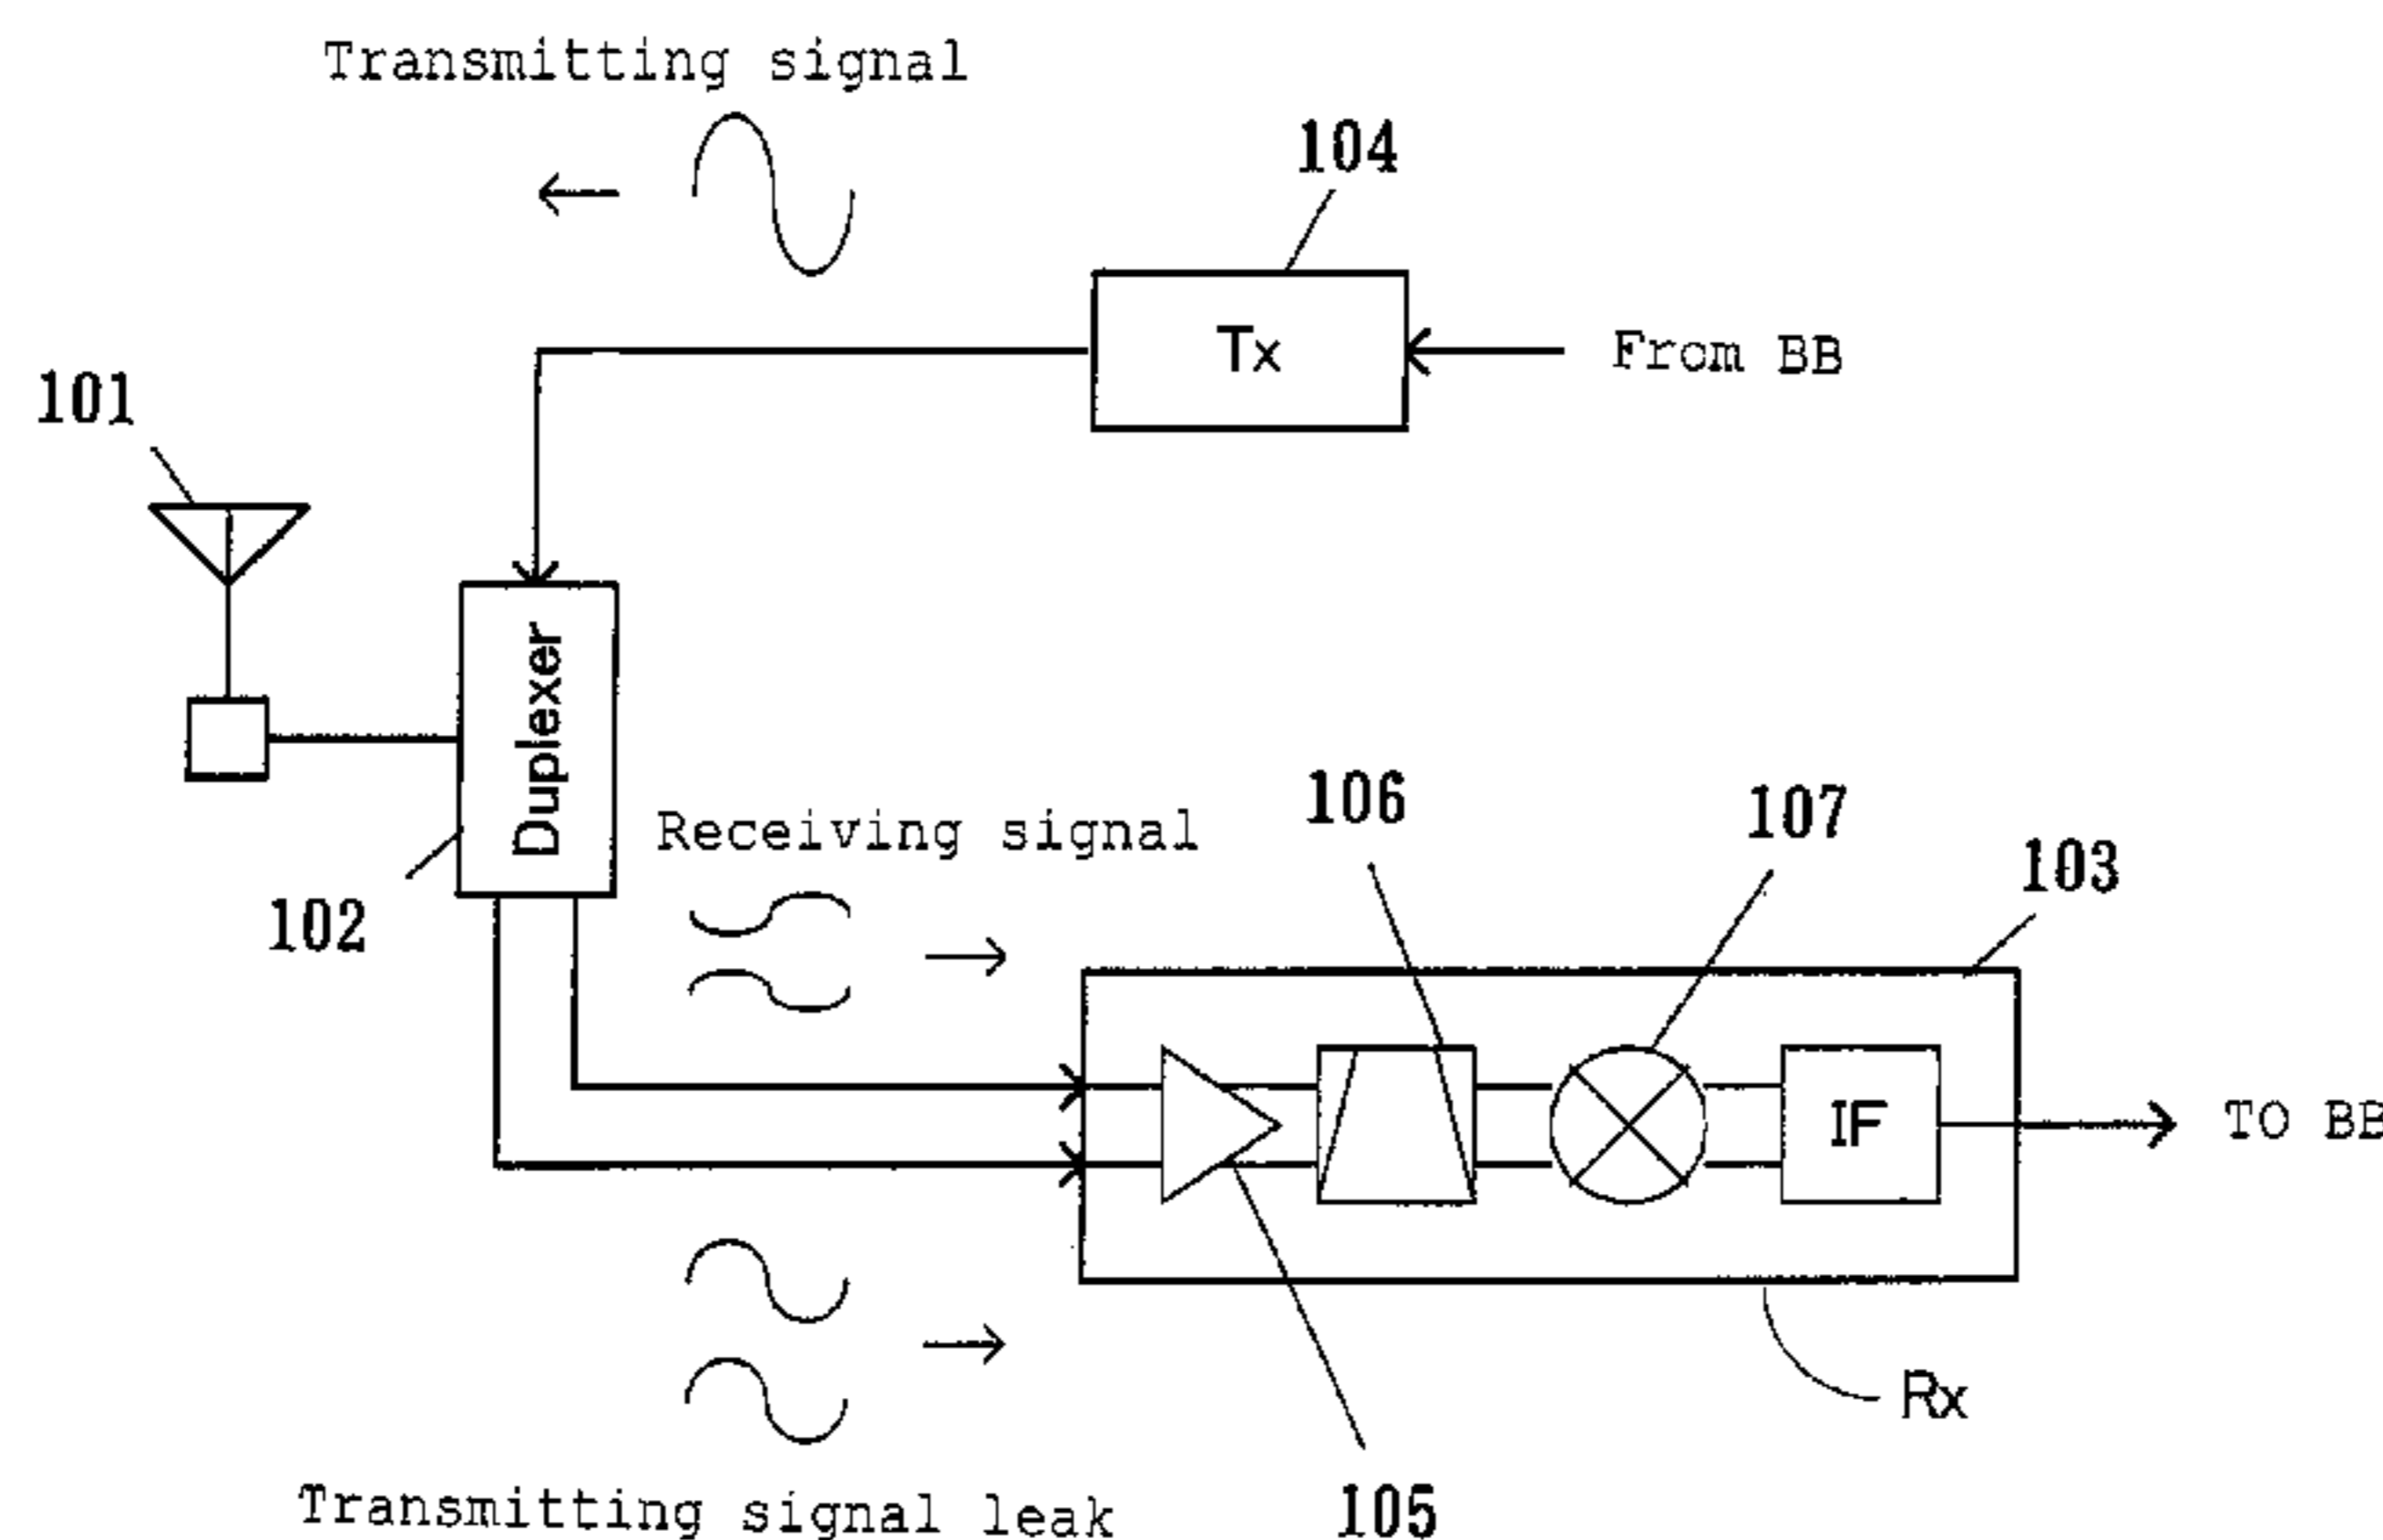 Transmitting signal
104
Tx
From BB
101
Duplexer
102
Receiving signal
106
107
103
IF
TO BB
Rx
Transmitting signal leak
105